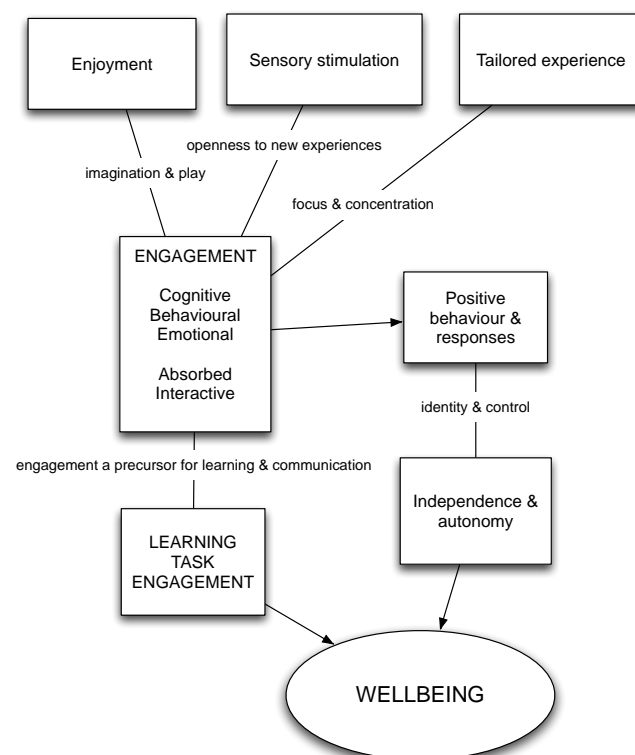 Enjoyment
Sensory stimulation
Tailored experience
openness to new experiences
imagination & play
focus & concentration
ENGAGEMENT
Cognitive
Behavioural
Emotional
Absorbed
Interactive
Positive
behaviour &
responses
identity & control
engagement a precursor for learning & communication
Independence &
autonomy
LEARNING
TASK
ENGAGEMENT
WELLBEING